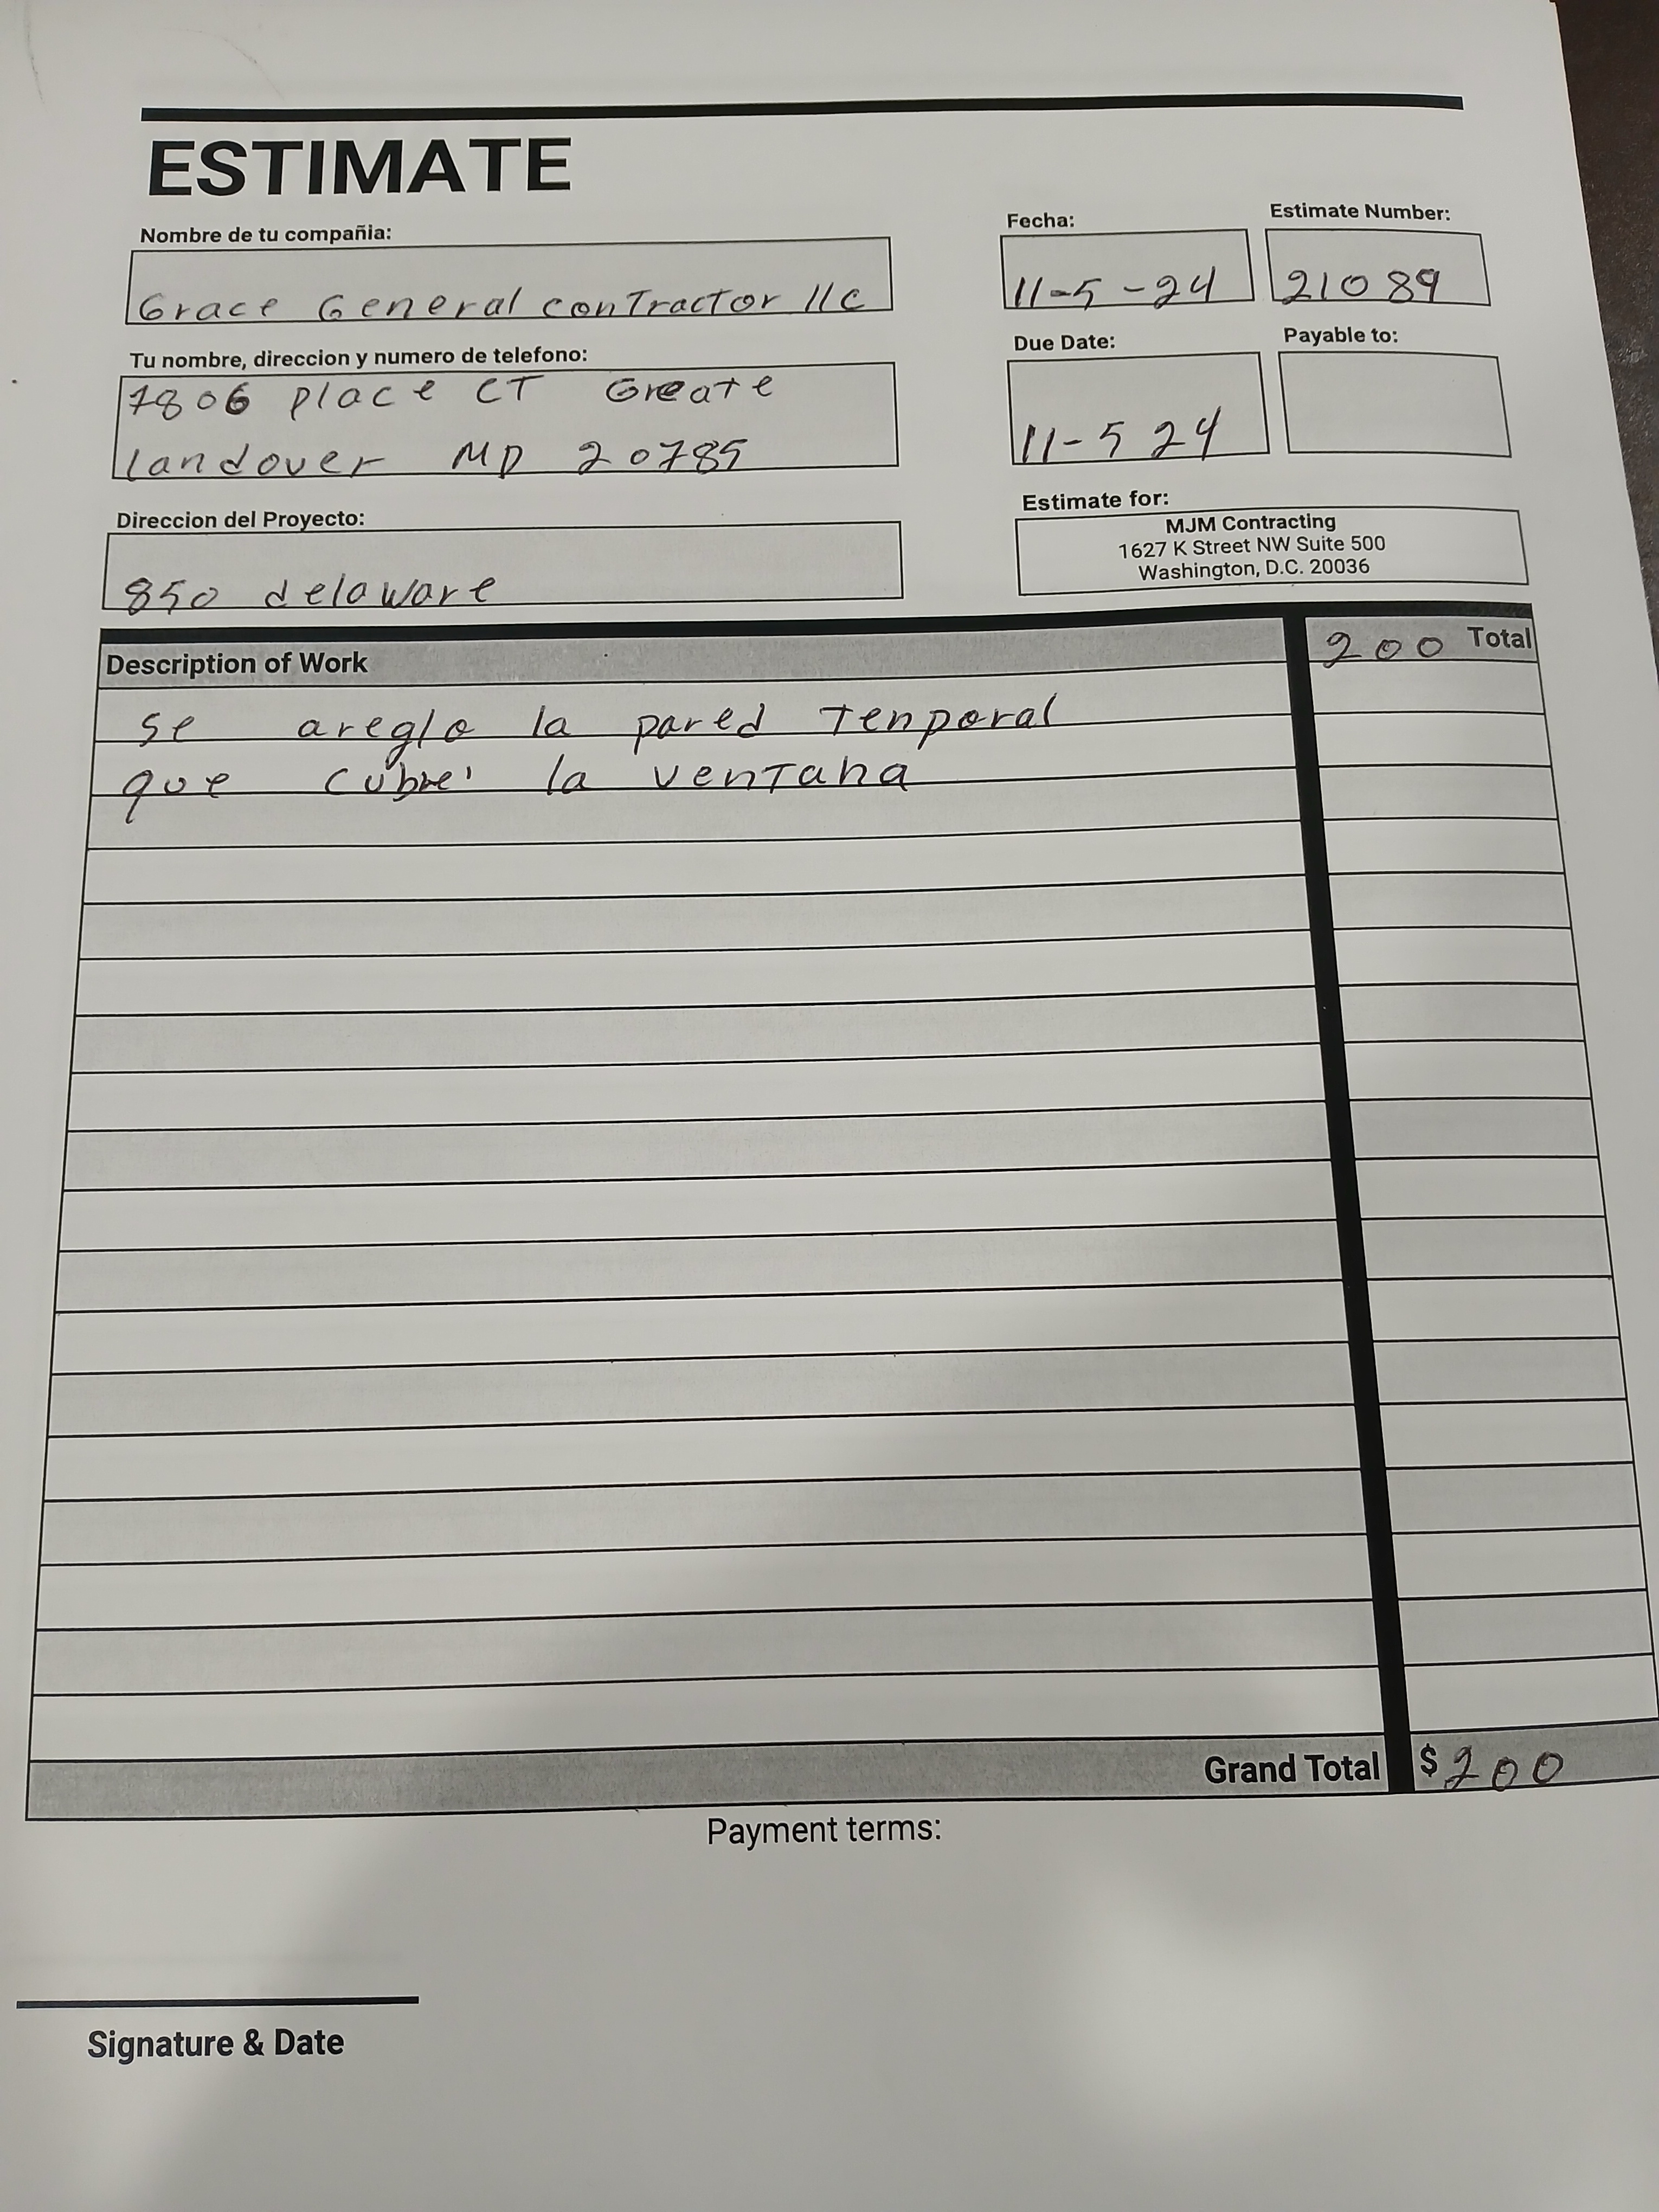 ESTIMATE
Nombre de tu compañia:
Grace General contractor llc
Fecha:
11-5-24
Estimate Number:
21089
Tu nombre, direccion y numero de telefono:
7806 place CT Greate
landover MD 20785
Due Date:
11-5 24
Payable to:
Direccion del Proyecto:
850 delaware
Estimate for:
MJM Contracting
1627 K Street NW Suite 500
Washington, D.C. 20036
Description of Work
200 Total
se areglo la pared Tenporal
que cubre la ventana
Grand Total $ 200
Payment terms:
Signature & Date